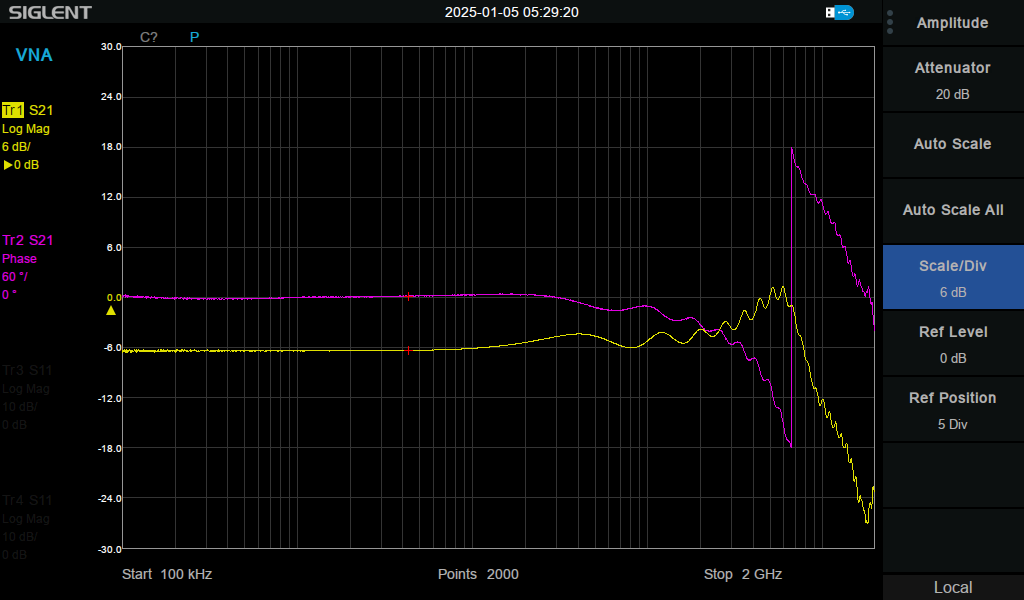 SIGLENT
2025-01-05 05:29:20
VNA
C? P
Tr1 S21
Log Mag
6 dB/
▶0 dB
Tr2 S21
Phase
60 °/
0 °
Tr3 S11
Log Mag
10 dB/
0 dB
Tr4 S11
Log Mag
10 dB/
0 dB
30.0
24.0
18.0
12.0
6.0
0.0
-6.0
-12.0
-18.0
-24.0
-30.0
Start 100 kHz
Points 2000
Stop 2 GHz
Amplitude
Attenuator
20 dB
Auto Scale
Auto Scale All
Scale/Div
6 dB
Ref Level
0 dB
Ref Position
5 Div
Local